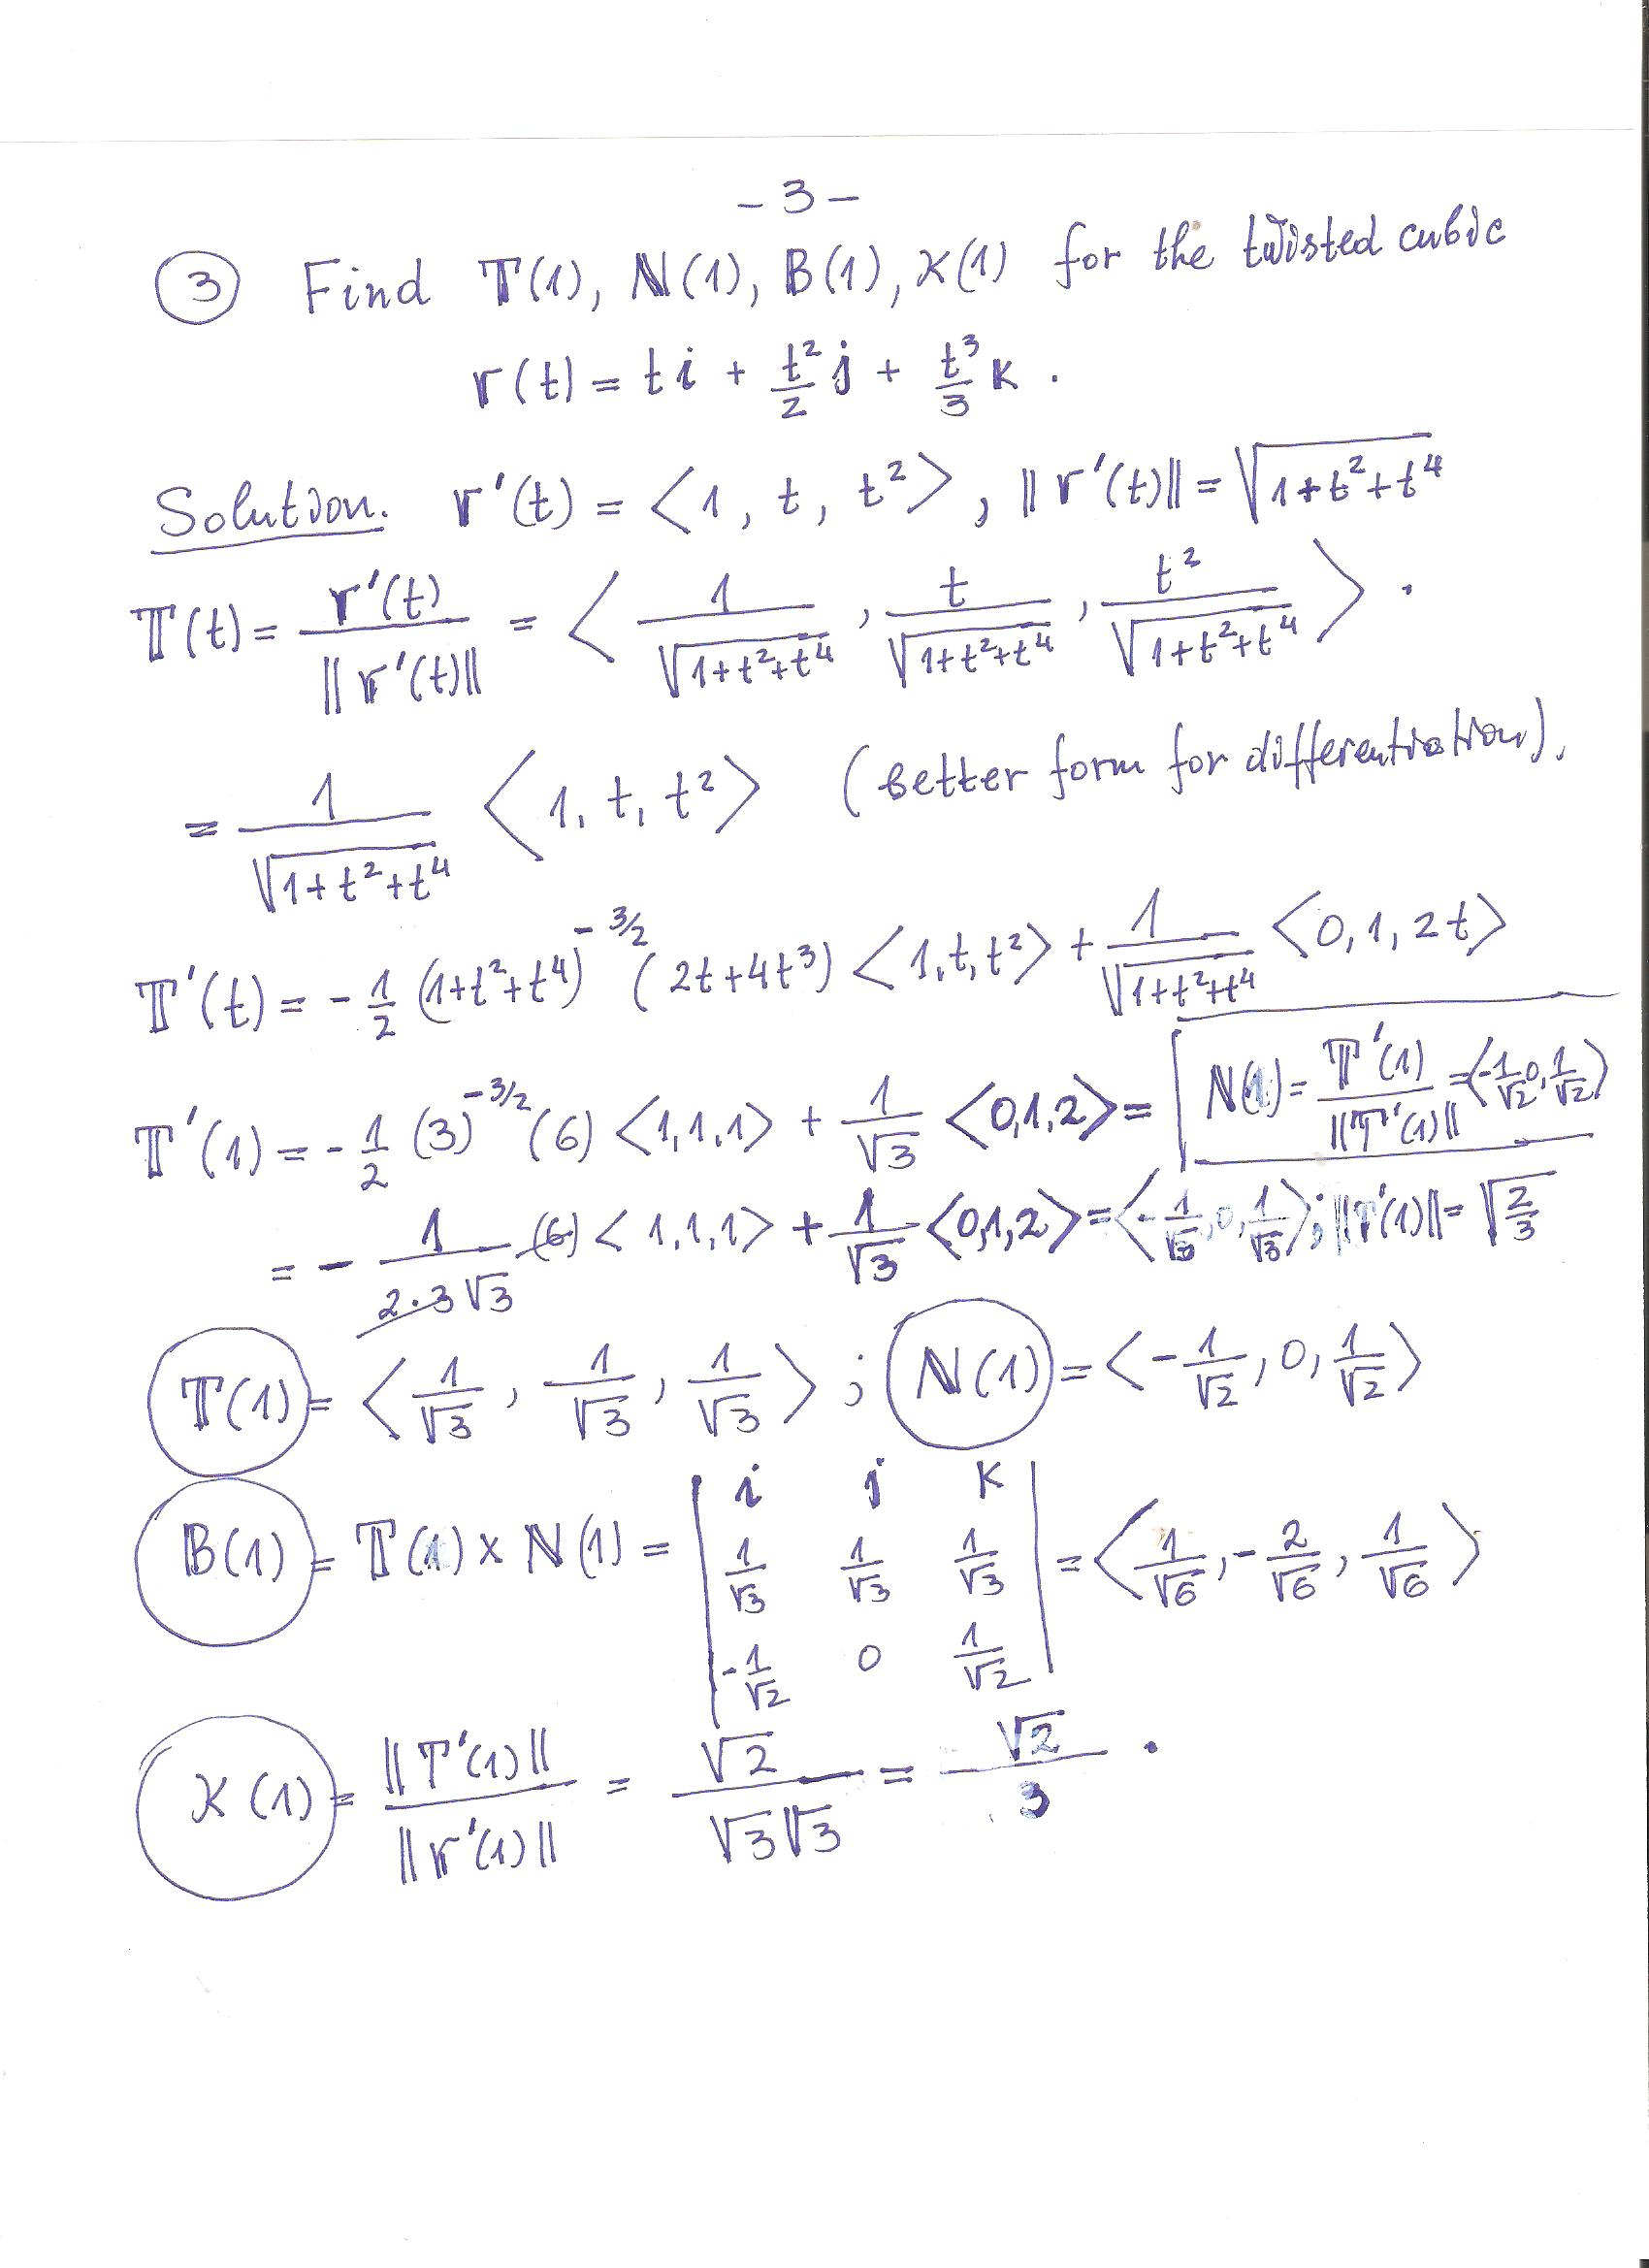 - 3 -
③ Find T(1), N(1), B(1), κ(1) for the twisted cubic
r(t) = t i + t²/2 j + t³/3 k .
Solution. r'(t) = ⟨1, t, t²⟩, ‖r'(t)‖ = √(1+t²+t⁴)
T(t) = r'(t)/‖r'(t)‖ = ⟨ 1/√(1+t²+t⁴) , t/√(1+t²+t⁴) , t²/√(1+t²+t⁴) ⟩ .
= 1/√(1+t²+t⁴) ⟨1, t, t²⟩ (better form for differentiation).
T'(t) = - 1/2 (1+t²+t⁴)^(-3/2) (2t+4t³) ⟨1, t, t²⟩ + 1/√(1+t²+t⁴) ⟨0, 1, 2t⟩
T'(1) = - 1/2 (3)^(-3/2) (6) ⟨1,1,1⟩ + 1/√3 ⟨0,1,2⟩ =
N(1) = T'(1)/‖T'(1)‖ = ⟨-1/√2, 0, 1/√2⟩
= - 1/(2·3√3) (6) ⟨1,1,1⟩ + 1/√3 ⟨0,1,2⟩ = ⟨-1/√3, 0, 1/√3⟩; ‖T'(1)‖ = √(2/3)
T(1) = ⟨ 1/√3 , 1/√3 , 1/√3 ⟩ ; N(1) = ⟨ -1/√2 , 0, 1/√2 ⟩
B(1) = T(1) × N(1) = | i j k ; 1/√3 1/√3 1/√3 ; -1/√2 0 1/√2 | = ⟨ 1/√6 , -2/√6 , 1/√6 ⟩
κ(1) = ‖T'(1)‖/‖r'(1)‖ = √2/(√3√3) = √2/3 .